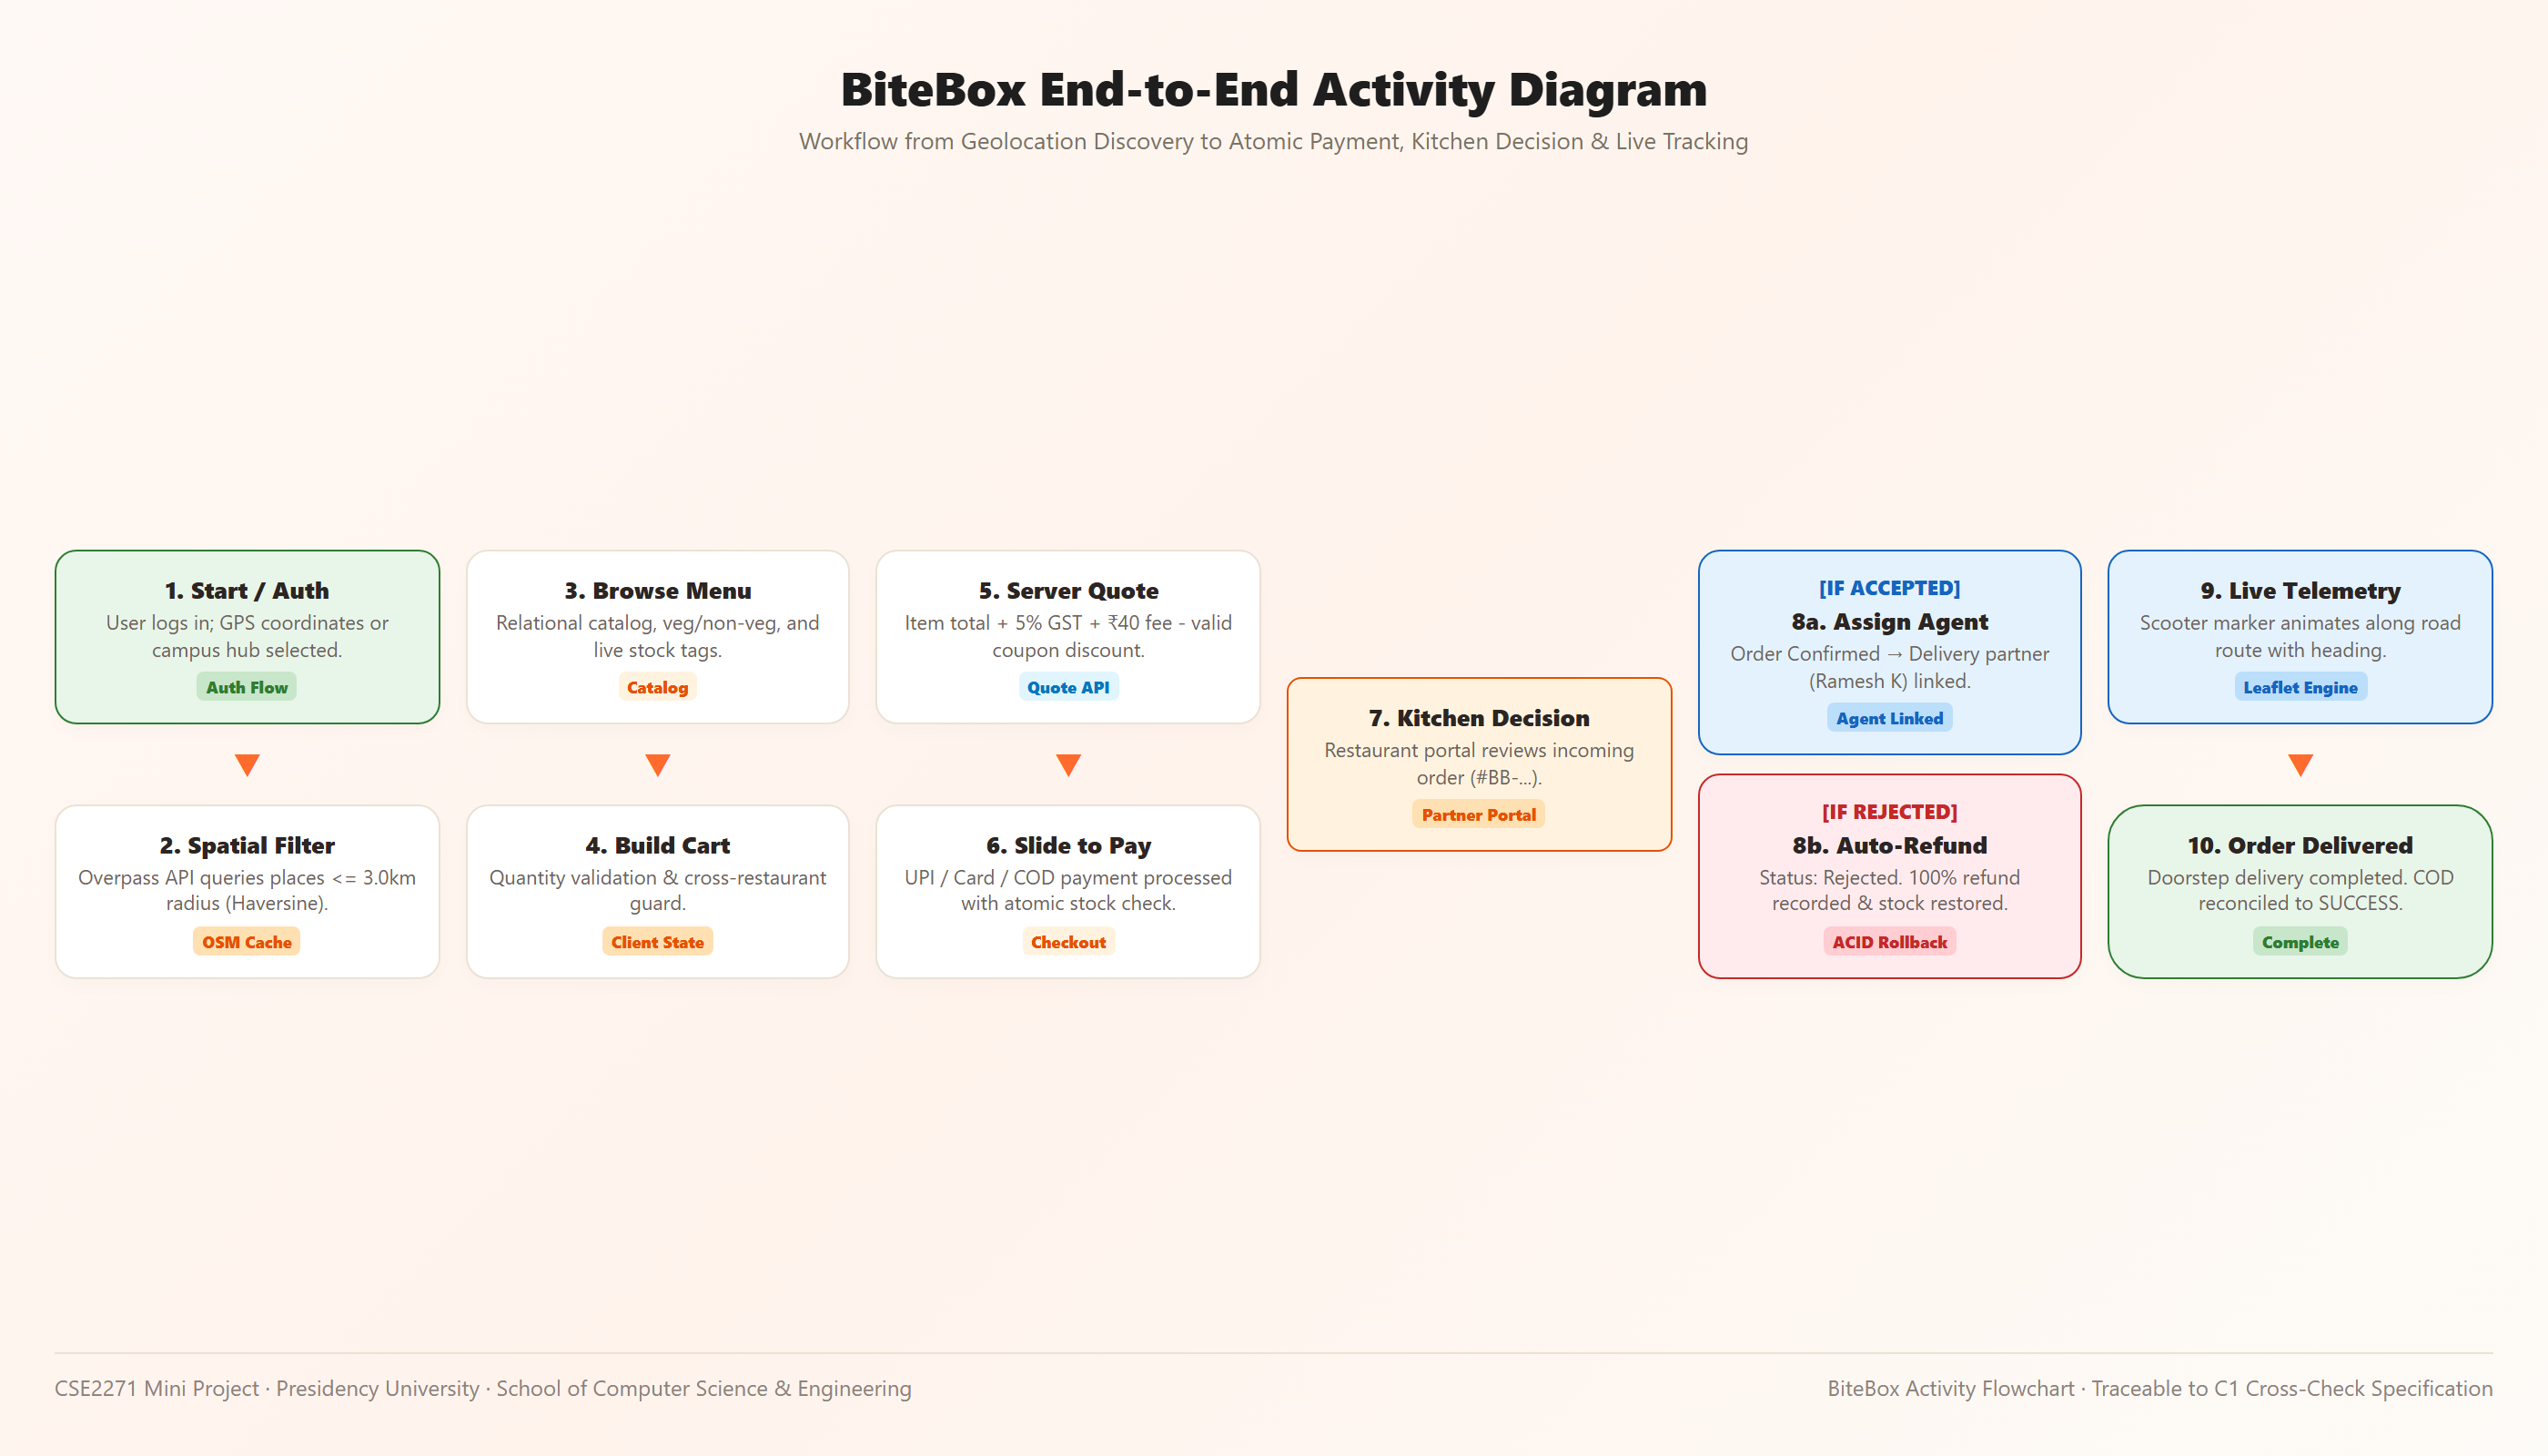 BiteBox End-to-End Activity Diagram
Workflow from Geolocation Discovery to Atomic Payment, Kitchen Decision & Live Tracking
1. Start / Auth
User logs in; GPS coordinates or
campus hub selected.
Auth Flow
2. Spatial Filter
Overpass API queries places <= 3.0km
radius (Haversine).
OSM Cache
3. Browse Menu
Relational catalog, veg/non-veg, and
live stock tags.
Catalog
4. Build Cart
Quantity validation & cross-restaurant
guard.
Client State
5. Server Quote
Item total + 5% GST + ₹40 fee - valid
coupon discount.
Quote API
6. Slide to Pay
UPI / Card / COD payment processed
with atomic stock check.
Checkout
7. Kitchen Decision
Restaurant portal reviews incoming
order (#BB-...).
Partner Portal
[IF ACCEPTED]
8a. Assign Agent
Order Confirmed → Delivery partner
(Ramesh K) linked.
Agent Linked
[IF REJECTED]
8b. Auto-Refund
Status: Rejected. 100% refund
recorded & stock restored.
ACID Rollback
9. Live Telemetry
Scooter marker animates along road
route with heading.
Leaflet Engine
10. Order Delivered
Doorstep delivery completed. COD
reconciled to SUCCESS.
Complete
CSE2271 Mini Project · Presidency University · School of Computer Science & Engineering
BiteBox Activity Flowchart · Traceable to C1 Cross-Check Specification